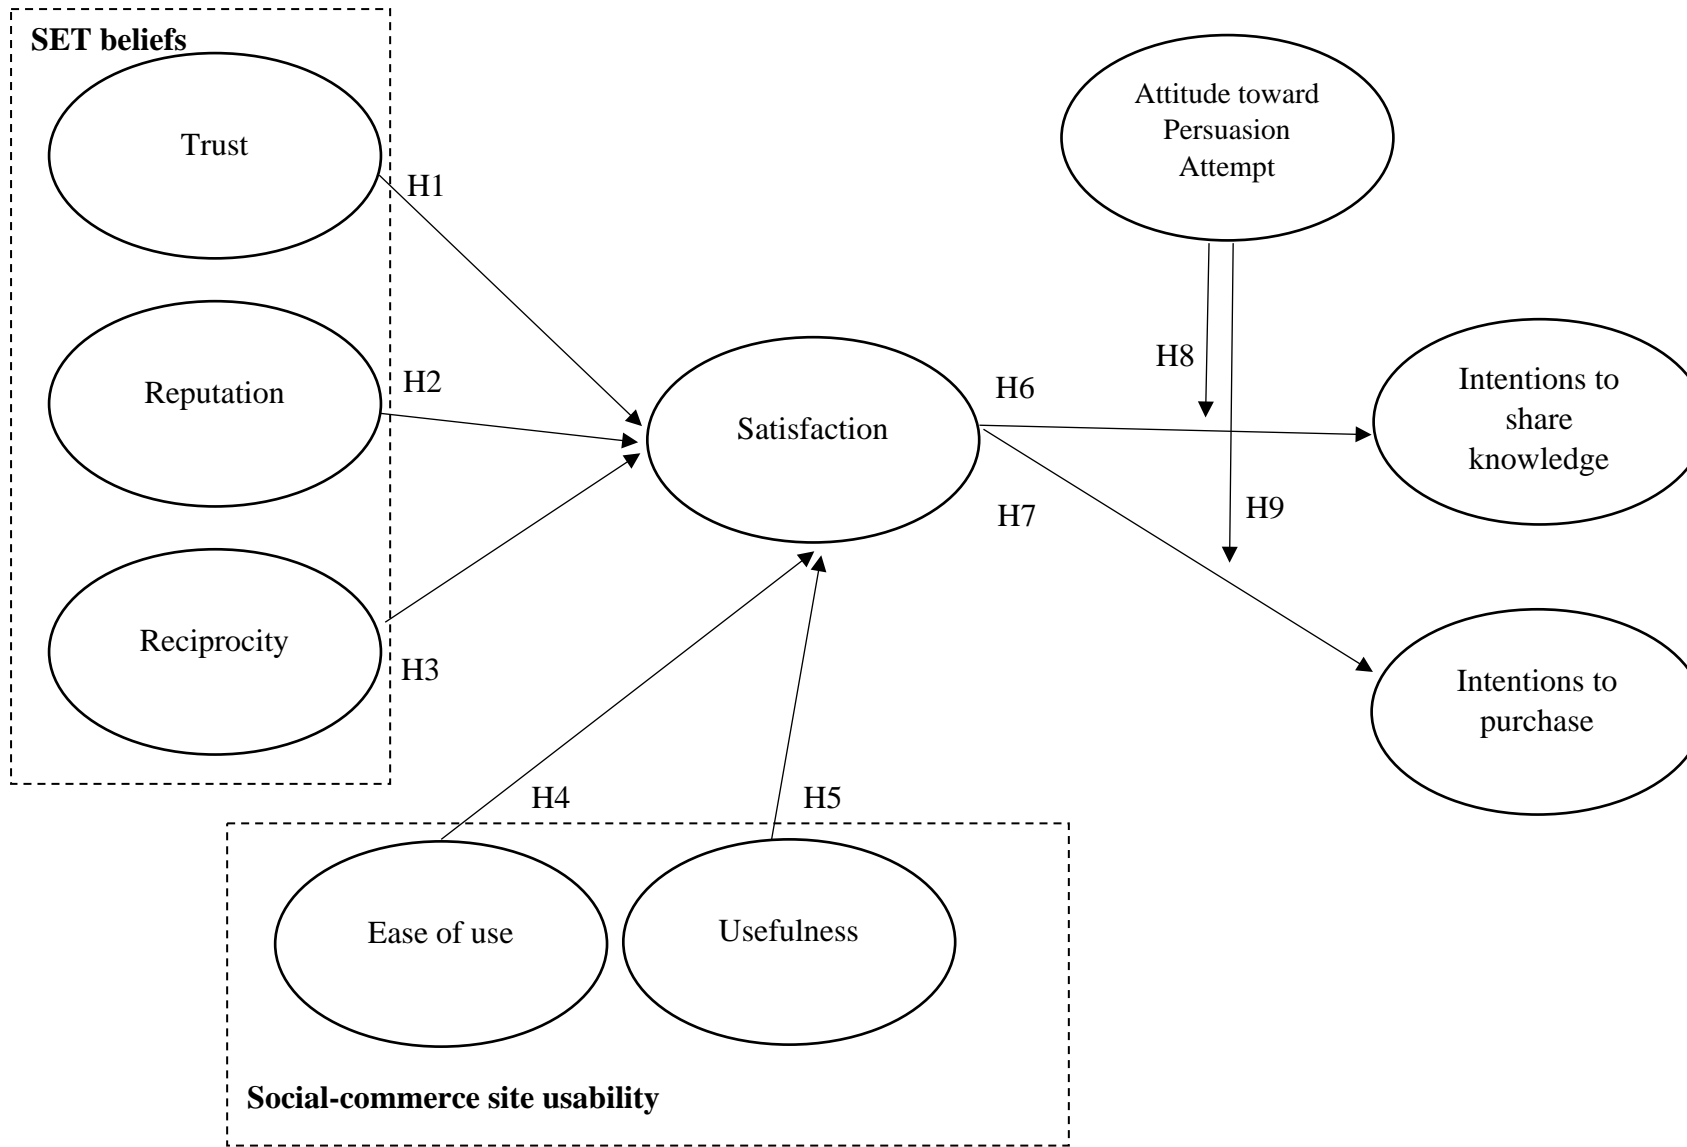 SET beliefs
Trust
H1
Reputation
H2
Reciprocity
H3
Satisfaction
Attitude toward
Persuasion
Attempt
H8
H6
H9
H7
Intentions to
share
knowledge
Intentions to
purchase
H4
H5
Ease of use
Usefulness
Social-commerce site usability